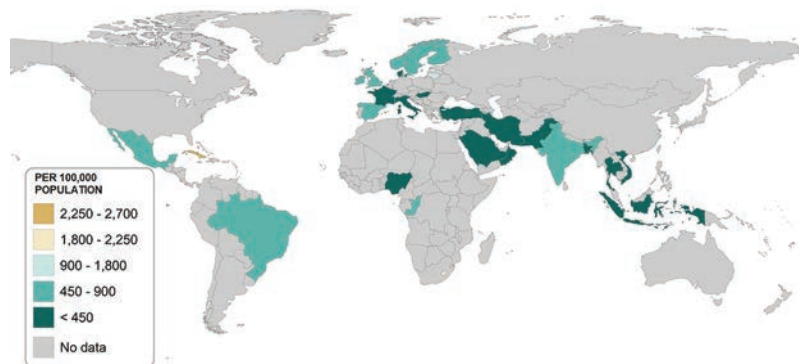 PER 100,000
POPULATION
2,250 - 2,700
1,800 - 2,250
900 - 1,800
450 - 900
< 450
No data